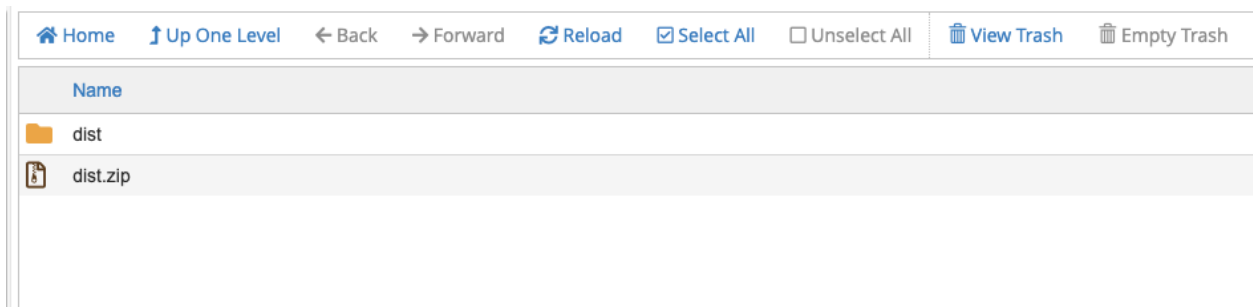 Home Up One Level Back Forward Reload Select All Unselect All View Trash Empty Trash
Name
dist
dist.zip